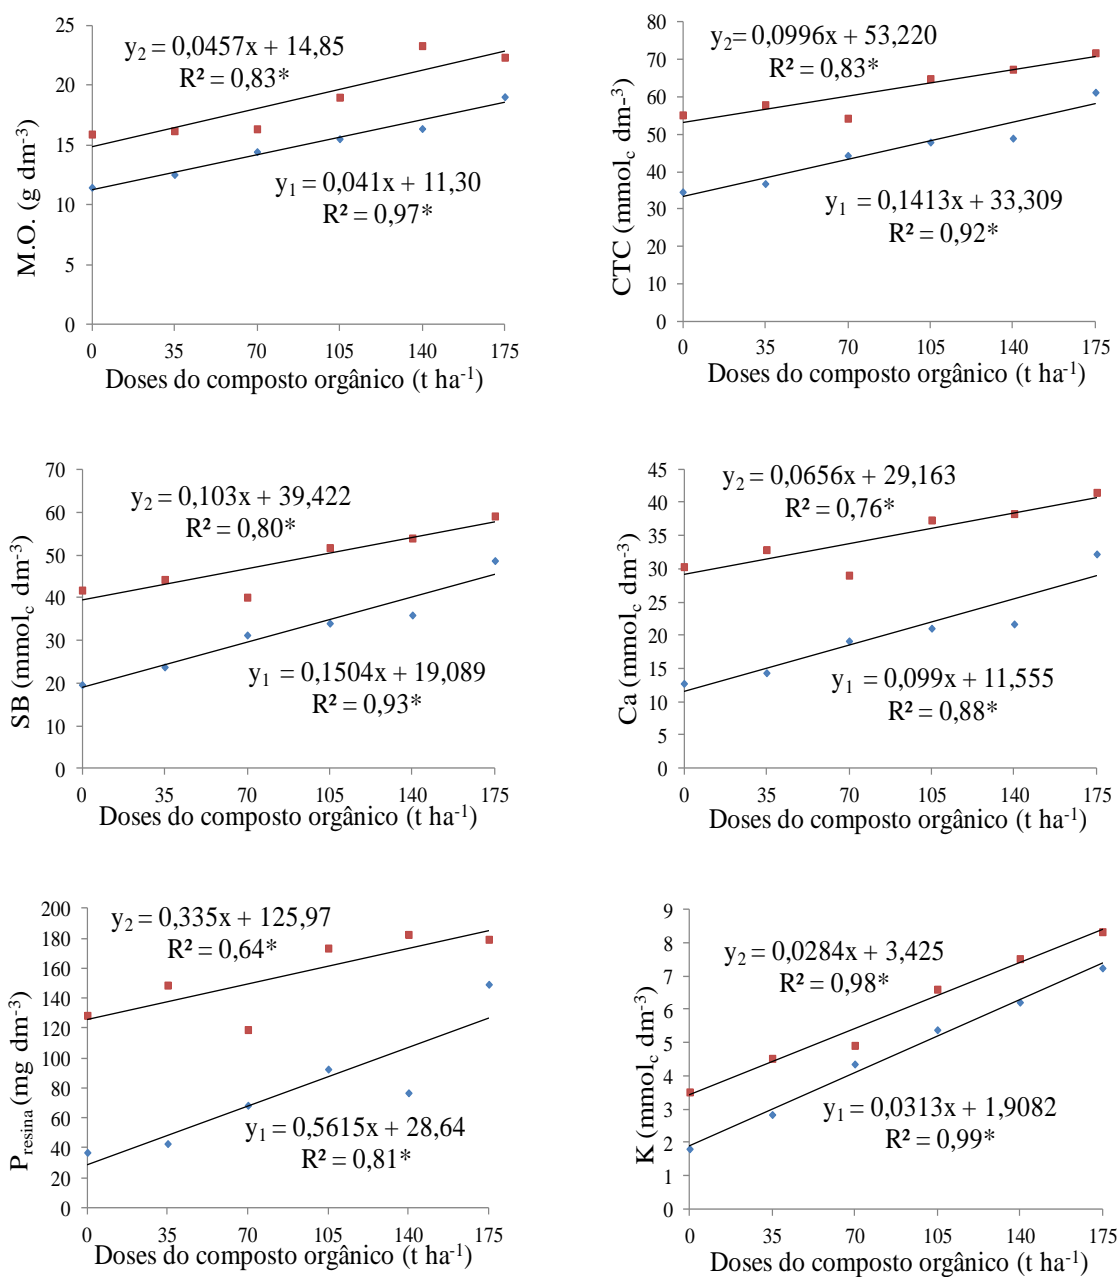 25
20
15
10
5
0
y₂ = 0,0457x + 14,85
R² = 0,83*
y₁ = 0,041x + 11,30
R² = 0,97*
M.O. (g dm⁻³)
0 35 70 105 140 175
Doses do composto orgânico (t ha⁻¹)
80
70
60
50
40
30
20
10
0
y₂= 0,0996x + 53,220
R² = 0,83*
y₁ = 0,1413x + 33,309
R² = 0,92*
CTC (mmol꜀ dm-³)
0 35 70 105 140 175
Doses do composto orgânico (t ha⁻¹)
70
60
50
40
30
20
10
0
y₂ = 0,103x + 39,422
R² = 0,80*
y₁ = 0,1504x + 19,089
R² = 0,93*
SB (mmol꜀ dm⁻³)
0 35 70 105 140 175
Doses do composto orgânico (t ha⁻¹)
45
40
35
30
25
20
15
10
5
0
y₂ = 0,0656x + 29,163
R² = 0,76*
y₁ = 0,099x + 11,555
R² = 0,88*
Ca (mmol꜀ dm⁻³)
0 35 70 105 140 175
Doses do composto orgânico (t ha⁻¹)
200
180
160
140
120
100
80
60
40
20
0
y₂ = 0,335x + 125,97
R² = 0,64*
y₁ = 0,5615x + 28,64
R² = 0,81*
Presina (mg dm⁻³)
0 35 70 105 140 175
Doses do composto orgânico (t ha⁻¹)
9
8
7
6
5
4
3
2
1
0
y₂ = 0,0284x + 3,425
R² = 0,98*
y₁ = 0,0313x + 1,9082
R² = 0,99*
K (mmol꜀ dm⁻³)
0 35 70 105 140 175
Doses do composto orgânico (t ha⁻¹)